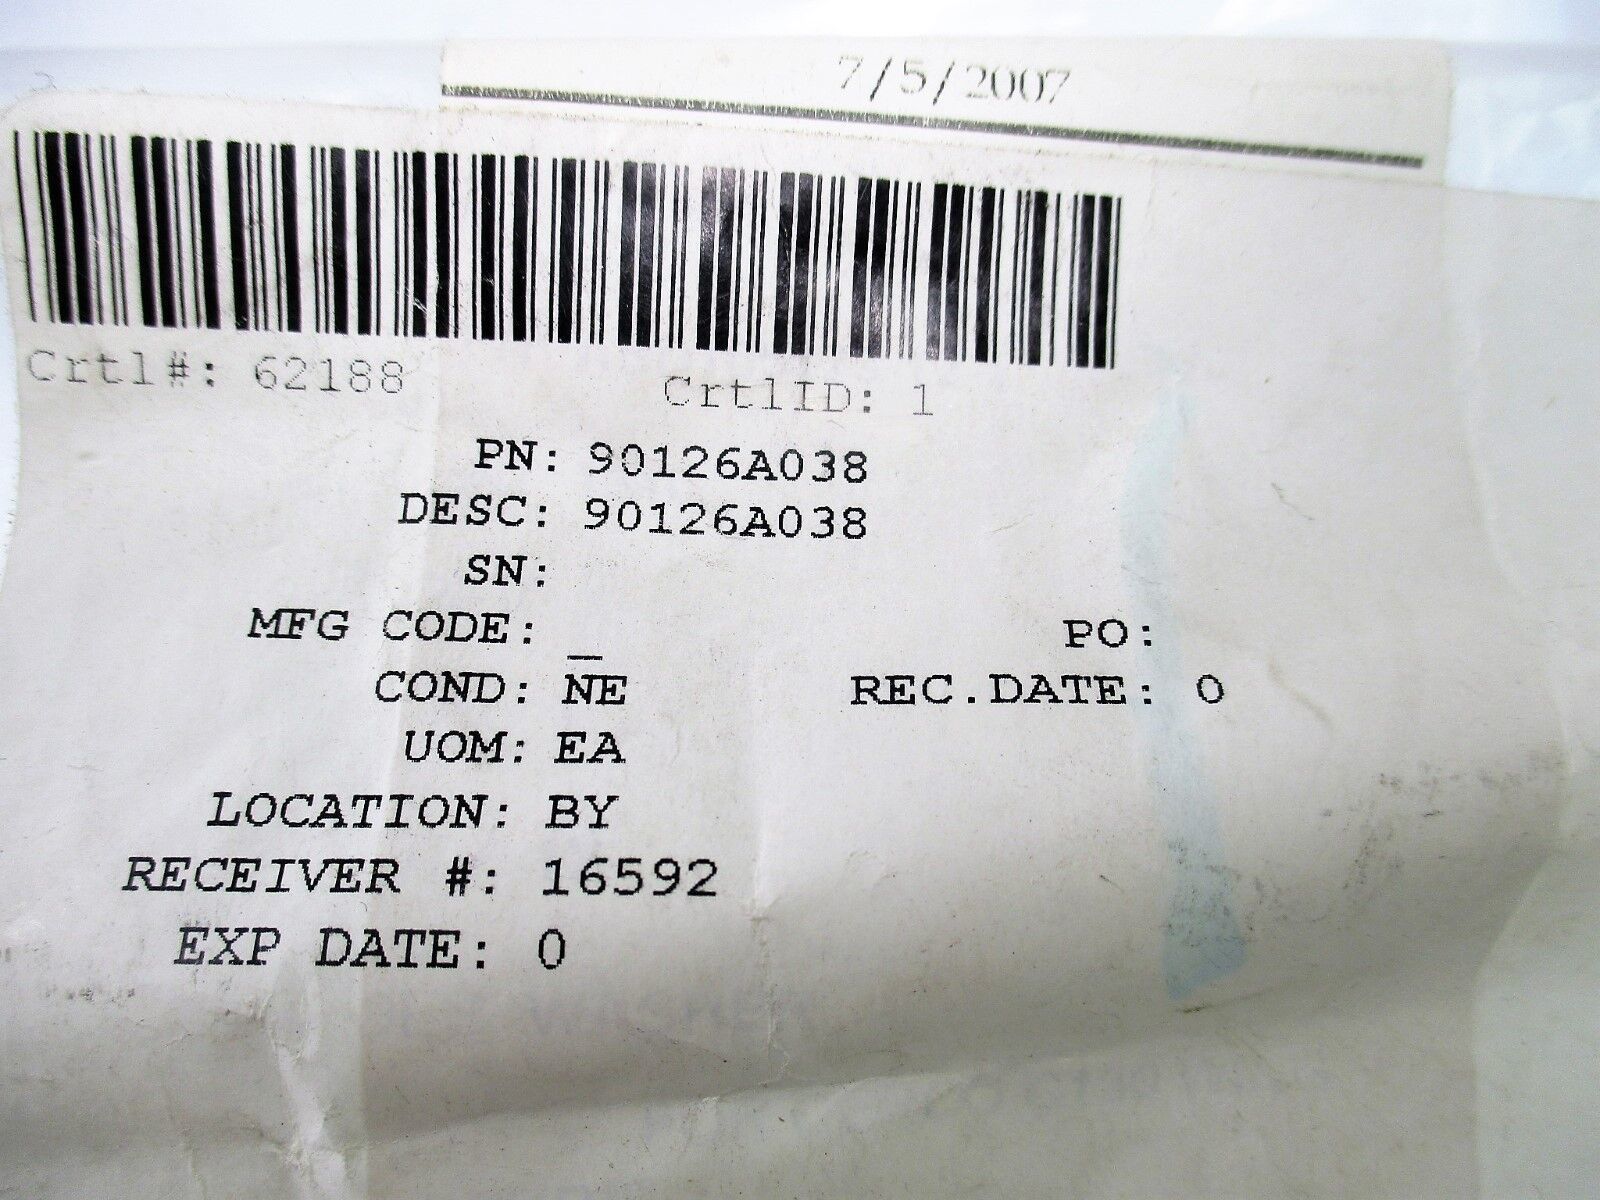 7/5/2007
Crtl#: 62188 CrtlID: 1
PN: 90126A038
DESC: 90126A038
SN:
MFG CODE: _ PO:
COND: NE REC.DATE: 0
UOM: EA
LOCATION: BY
RECEIVER #: 16592
EXP DATE: 0